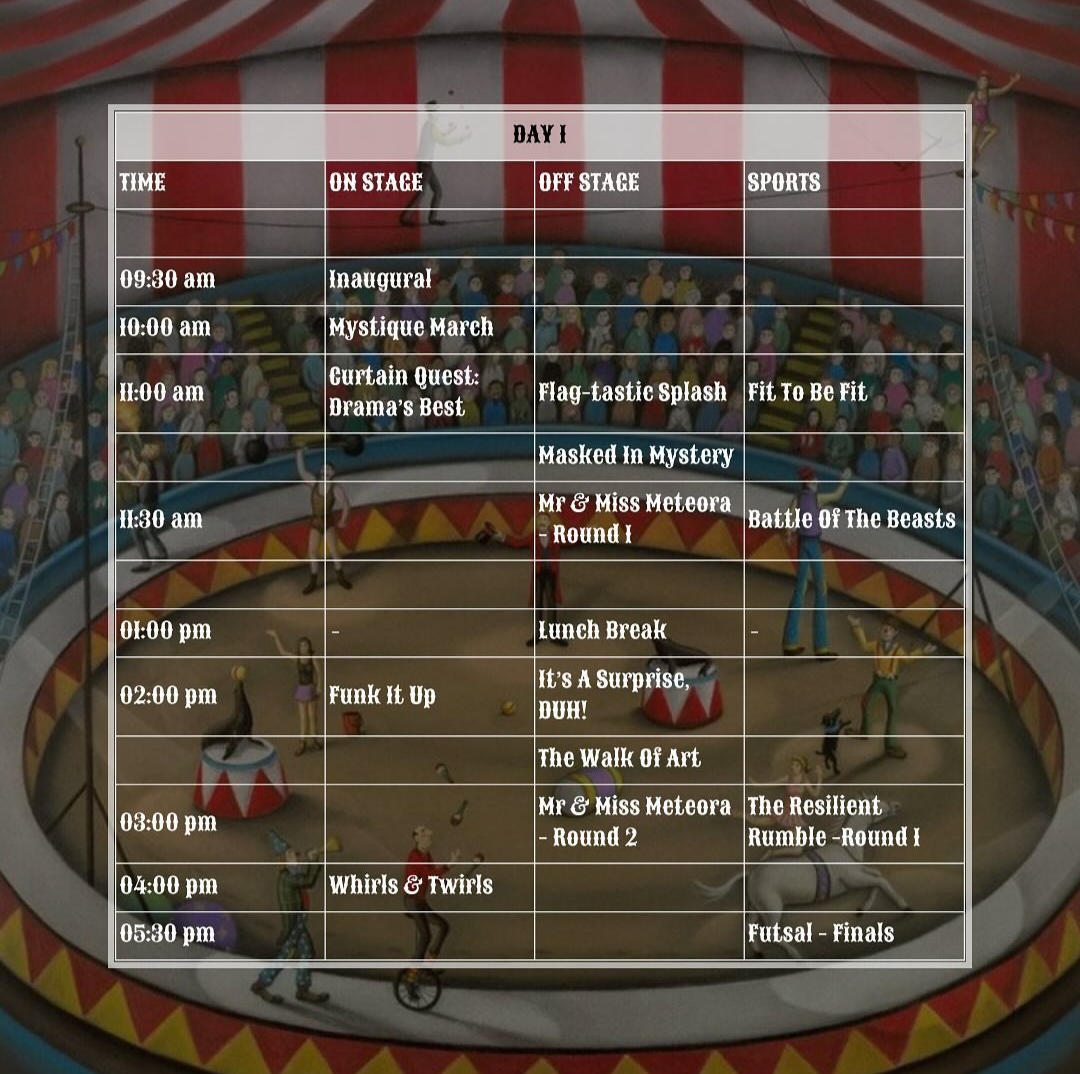 DAY 1
TIME ON STAGE OFF STAGE SPORTS
09:30 am Inaugural
10:00 am Mystique March
11:00 am Curtain Quest: Drama's Best Flag-tastic Splash Fit To Be Fit
Masked In Mystery
11:30 am Mr & Miss Meteora - Round 1 Battle Of The Beasts
01:00 pm - Lunch Break -
02:00 pm Funk It Up It's A Surprise, DUH!
The Walk Of Art
03:00 pm Mr & Miss Meteora - Round 2 The Resilient Rumble -Round 1
04:00 pm Whirls & Twirls
05:30 pm Futsal - Finals